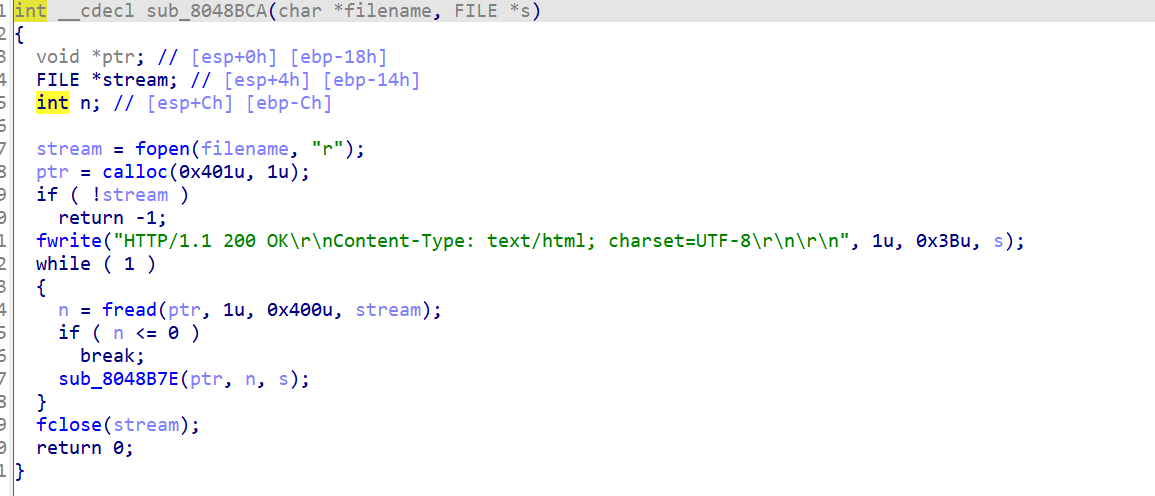 1 int __cdecl sub_8048BCA(char *filename, FILE *s)
2 {
3   void *ptr; // [esp+0h] [ebp-18h]
4   FILE *stream; // [esp+4h] [ebp-14h]
5   int n; // [esp+Ch] [ebp-Ch]
6
7   stream = fopen(filename, "r");
8   ptr = calloc(0x401u, 1u);
9   if ( !stream )
0     return -1;
1   fwrite("HTTP/1.1 200 OK\r\nContent-Type: text/html; charset=UTF-8\r\n\r\n", 1u, 0x3Bu, s);
2   while ( 1 )
3   {
4     n = fread(ptr, 1u, 0x400u, stream);
5     if ( n <= 0 )
6       break;
7     sub_8048B7E(ptr, n, s);
8   }
9   fclose(stream);
0   return 0;
1 }